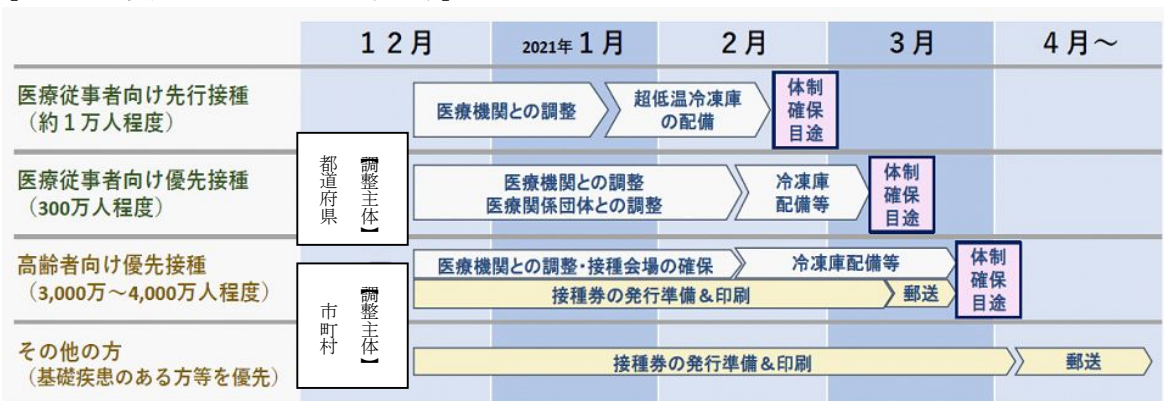 12月
2021年 1月
2月
3月
4月～
医療従事者向け先行接種
（約１万人程度）
医療機関との調整
超低温冷凍庫
の配備
体制
確保
目途
【調整主体】
都道府県
医療従事者向け優先接種
（300万人程度）
医療機関との調整
医療関係団体との調整
冷凍庫
配備等
体制
確保
目途
高齢者向け優先接種
（3,000万～4,000万人程度）
医療機関との調整・接種会場の確保
冷凍庫配備等
体制
確保
目途
接種券の発行準備＆印刷
郵送
【調整主体】
市町村
その他の方
（基礎疾患のある方等を優先）
接種券の発行準備＆印刷
郵送